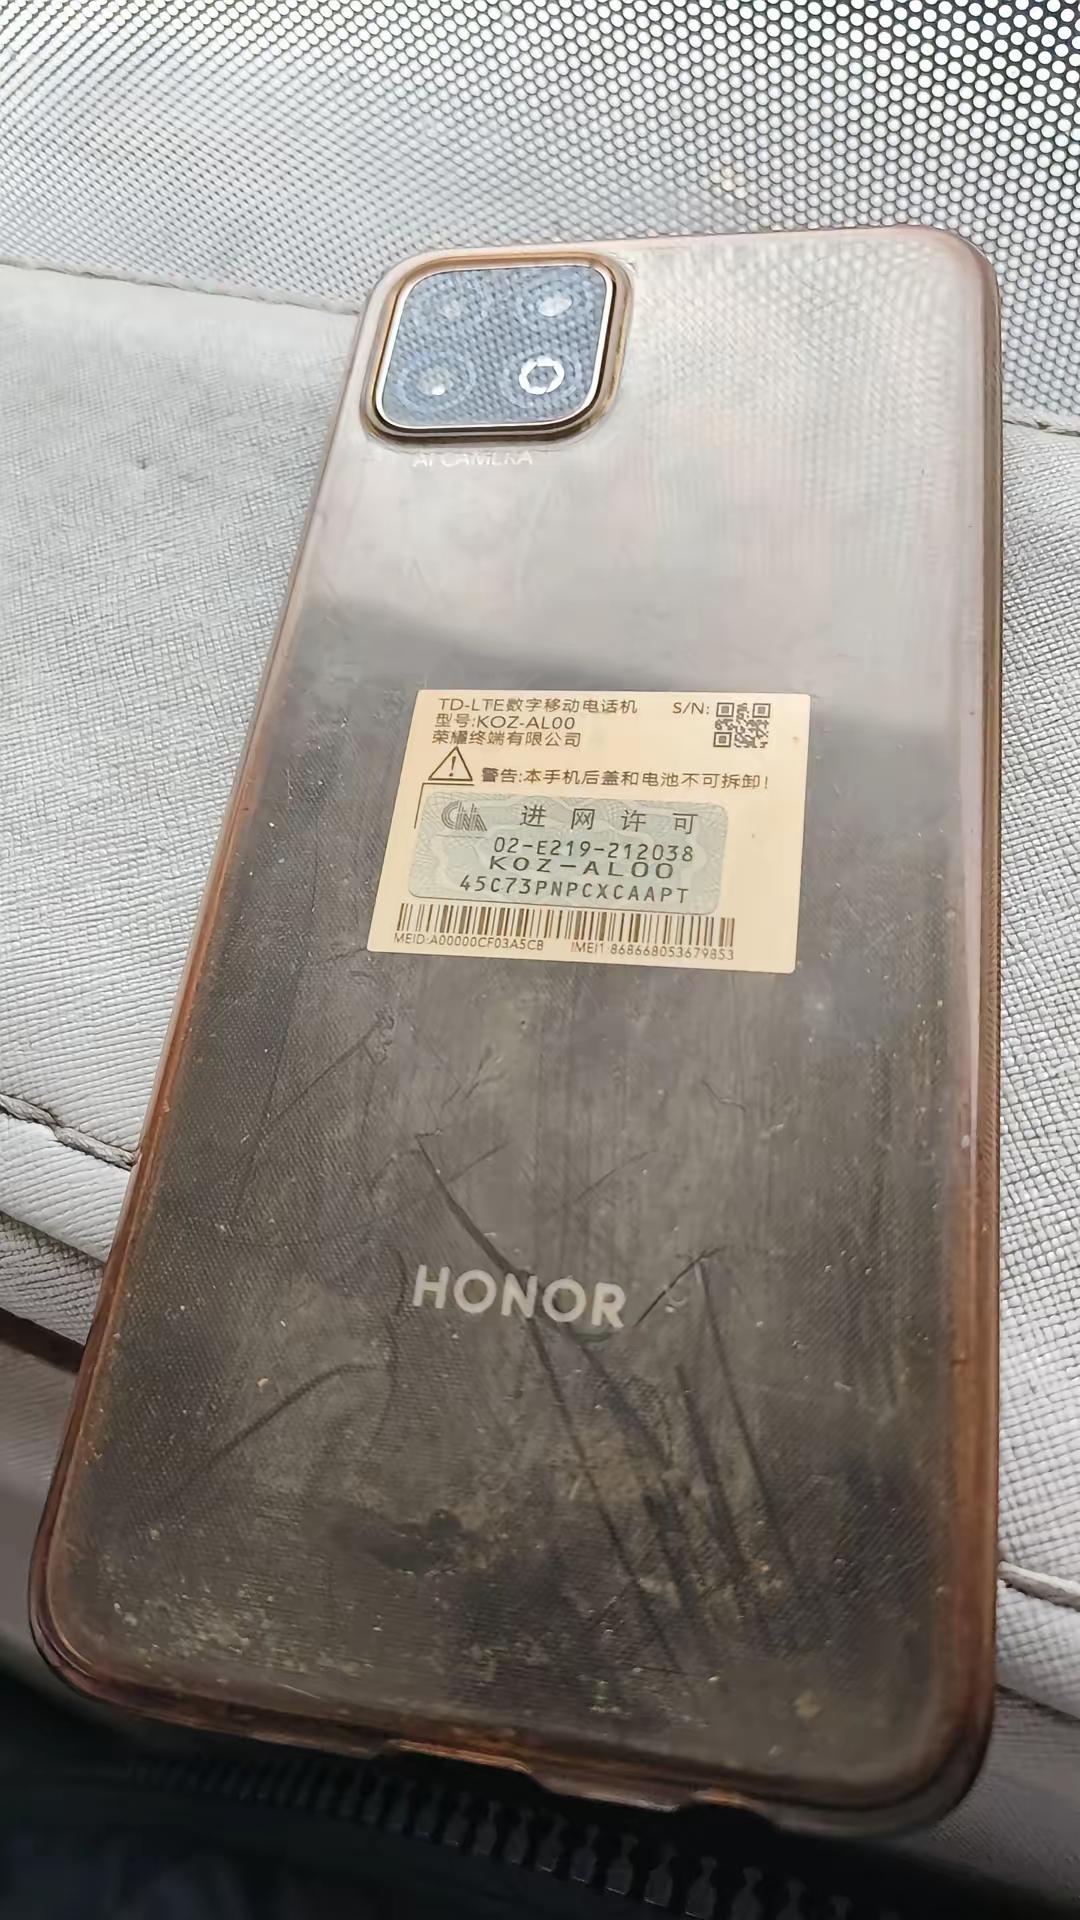 AI CAMERA
TD-LTE数字移动电话机 S/N:
型号:KOZ-AL00
荣耀终端有限公司
警告:本手机后盖和电池不可拆卸!
进网许可
02-E219-212038
KOZ-AL00
45C73PNPCXCAAPT
MEID:A00000CF03A5CB IMEI1:868668053679853
HONOR